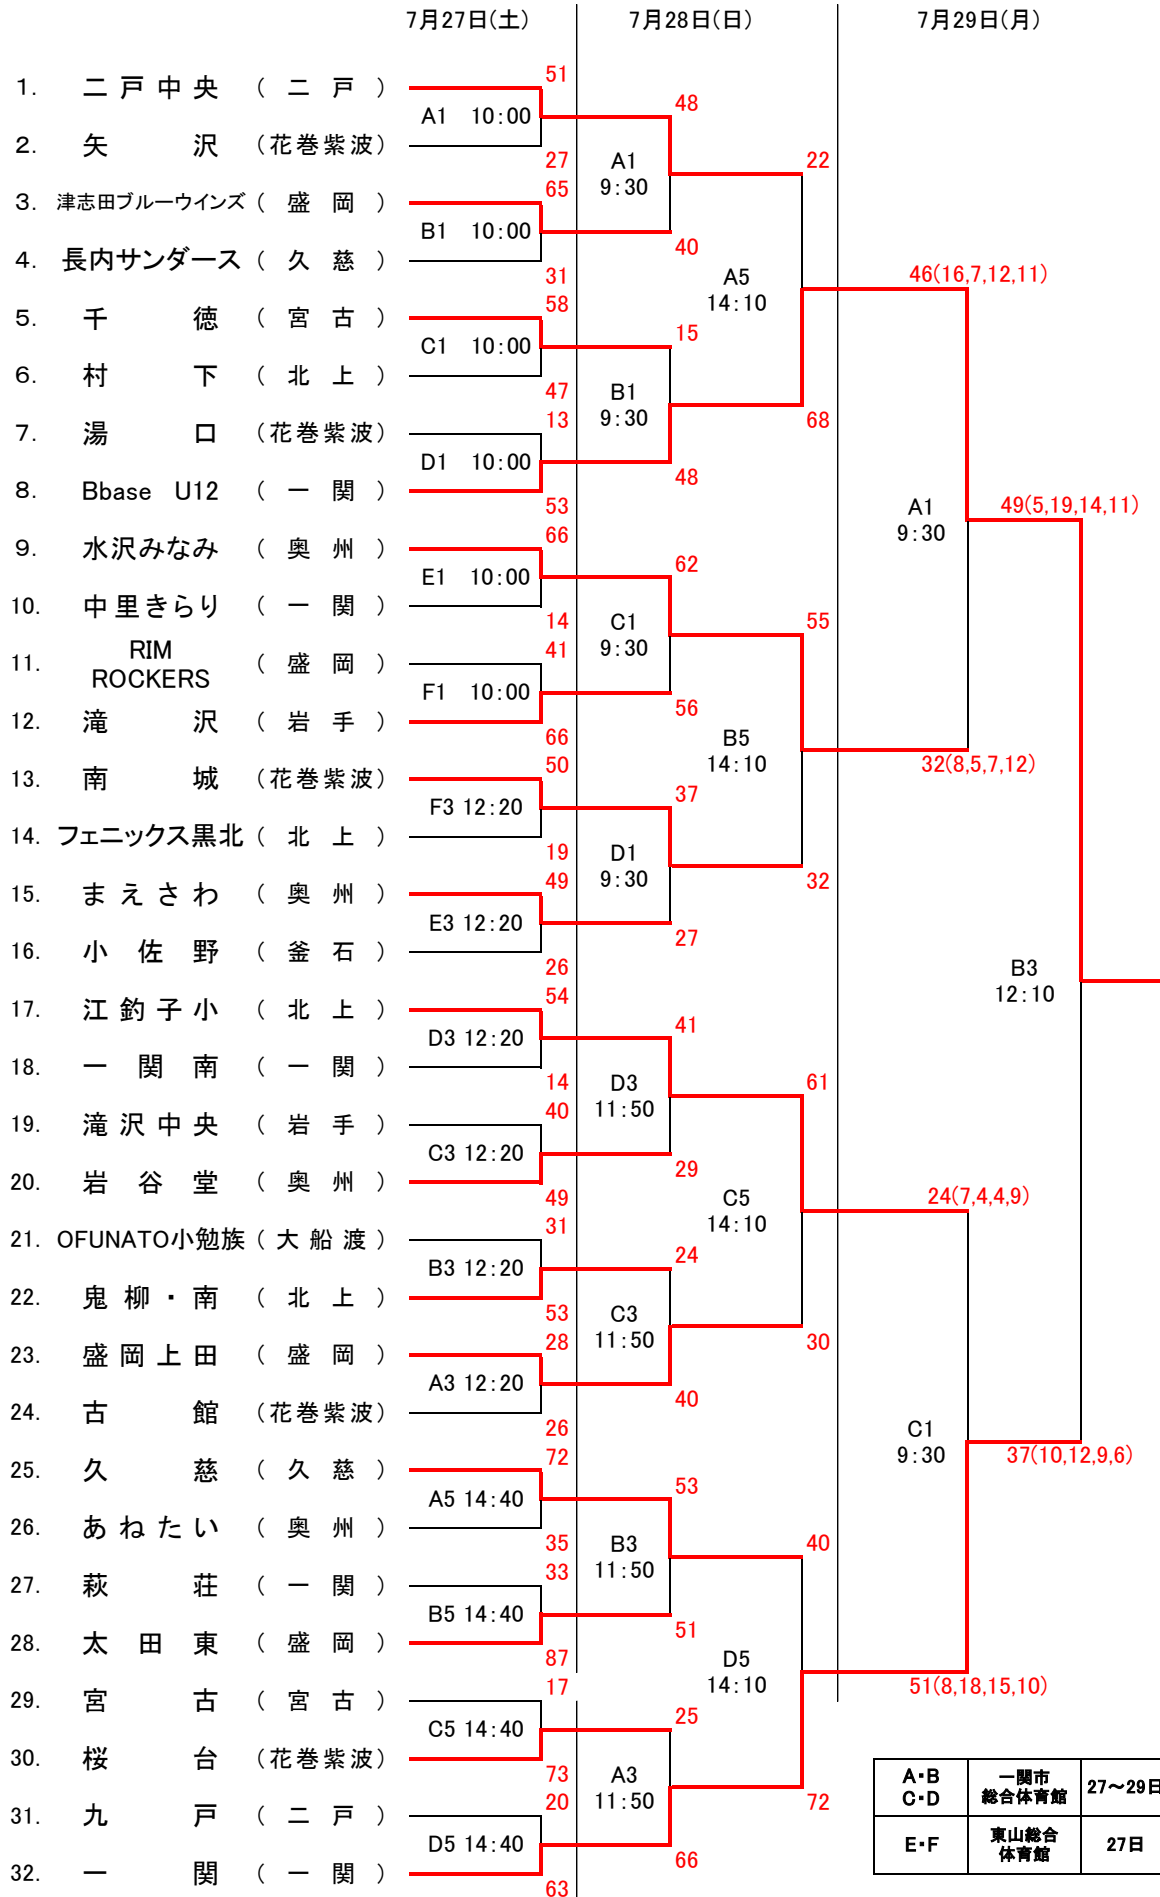 7月27日(土) 7月28日(日) 7月29日(月)
1. 二戸中央 (二戸) 51
A1 10:00 48
2. 矢沢 (花巻紫波) 27
A1 9:30 22
3. 津志田ブルーウインズ (盛岡) 65
B1 10:00 40
4. 長内サンダース (久慈) 31
A5 14:10 46(16,7,12,11)
5. 千徳 (宮古) 58
C1 10:00 15
6. 村下 (北上) 47
B1 9:30 68
7. 湯口 (花巻紫波) 13
D1 10:00 48
8. Bbase U12 (一関) 53
A1 9:30 49(5,19,14,11)
9. 水沢みなみ (奥州) 66
E1 10:00 62
10. 中里きらり (一関) 14
C1 9:30 55
11. RIM ROCKERS (盛岡) 41
F1 10:00 56
12. 滝沢 (岩手) 66
B5 14:10 32(8,5,7,12)
13. 南城 (花巻紫波) 50
F3 12:20 37
14. フェニックス黒北 (北上) 19
D1 9:30 32
15. まえさわ (奥州) 49
E3 12:20 27
16. 小佐野 (釜石) 26
B3 12:10
17. 江釣子小 (北上) 54
D3 12:20 41
18. 一関南 (一関) 14
D3 11:50 61
19. 滝沢中央 (岩手) 40
C3 12:20 29
20. 岩谷堂 (奥州) 49
C5 14:10 24(7,4,4,9)
21. OFUNATO小勉族 (大船渡) 31
B3 12:20 24
22. 鬼柳・南 (北上) 53
C3 11:50 30
23. 盛岡上田 (盛岡) 28
A3 12:20 40
24. 古館 (花巻紫波) 26
C1 9:30 37(10,12,9,6)
25. 久慈 (久慈) 72
A5 14:40 53
26. あねたい (奥州) 35
B3 11:50 40
27. 萩荘 (一関) 33
B5 14:40 51
28. 太田東 (盛岡) 87
D5 14:10 51(8,18,15,10)
29. 宮古 (宮古) 17
C5 14:40 25
30. 桜台 (花巻紫波) 73
A3 11:50 72
31. 九戸 (二戸) 20
D5 14:40 66
32. 一関 (一関) 63
A・B C・D 一関市総合体育館 27～29日
E・F 東山総合体育館 27日